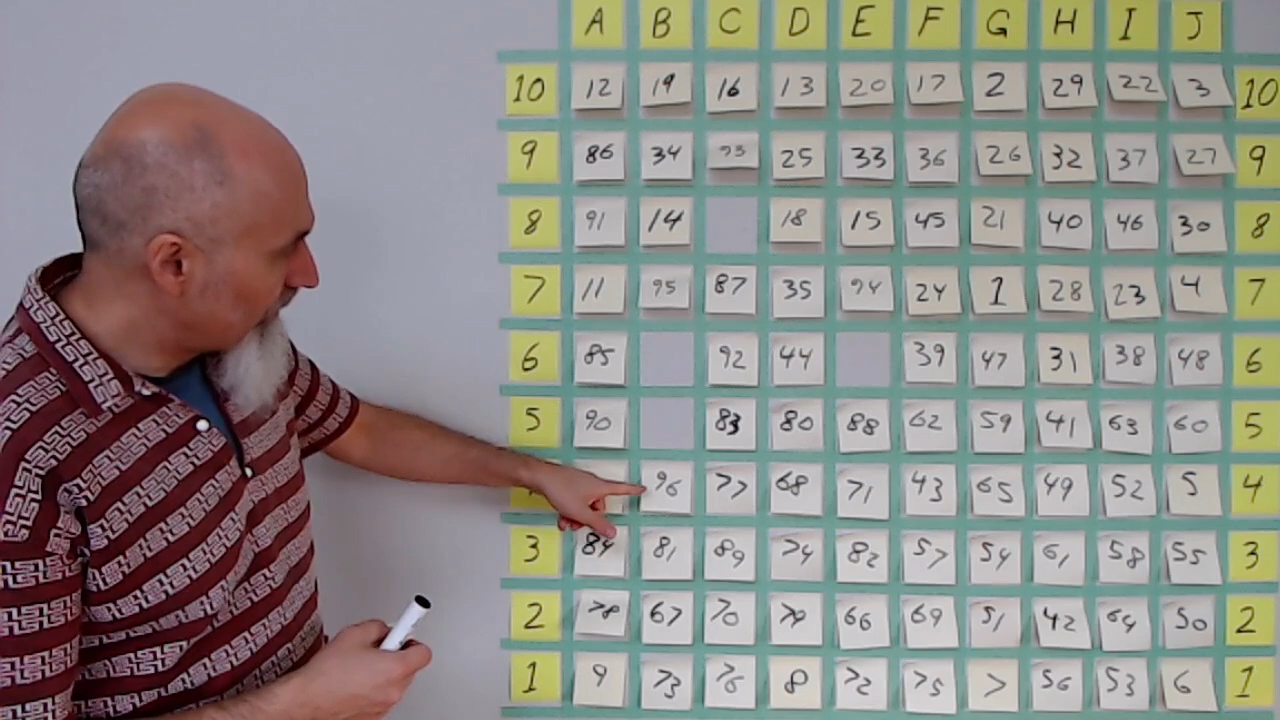 A B C D E F G H I J
10 12 19 16 13 20 17 2 29 22 3 10
9 86 34 93 25 33 36 26 32 37 27 9
8 91 14 18 15 45 21 40 46 30 8
7 11 95 87 35 94 24 1 28 23 4 7
6 85 92 44 39 47 31 38 48 6
5 90 83 80 88 62 59 41 63 60 5
96 77 68 71 43 65 49 52 5 4
3 84 81 89 74 82 57 54 61 58 55 3
2 78 67 70 79 66 69 51 42 64 50 2
1 9 73 76 8 72 75 7 56 53 6 1